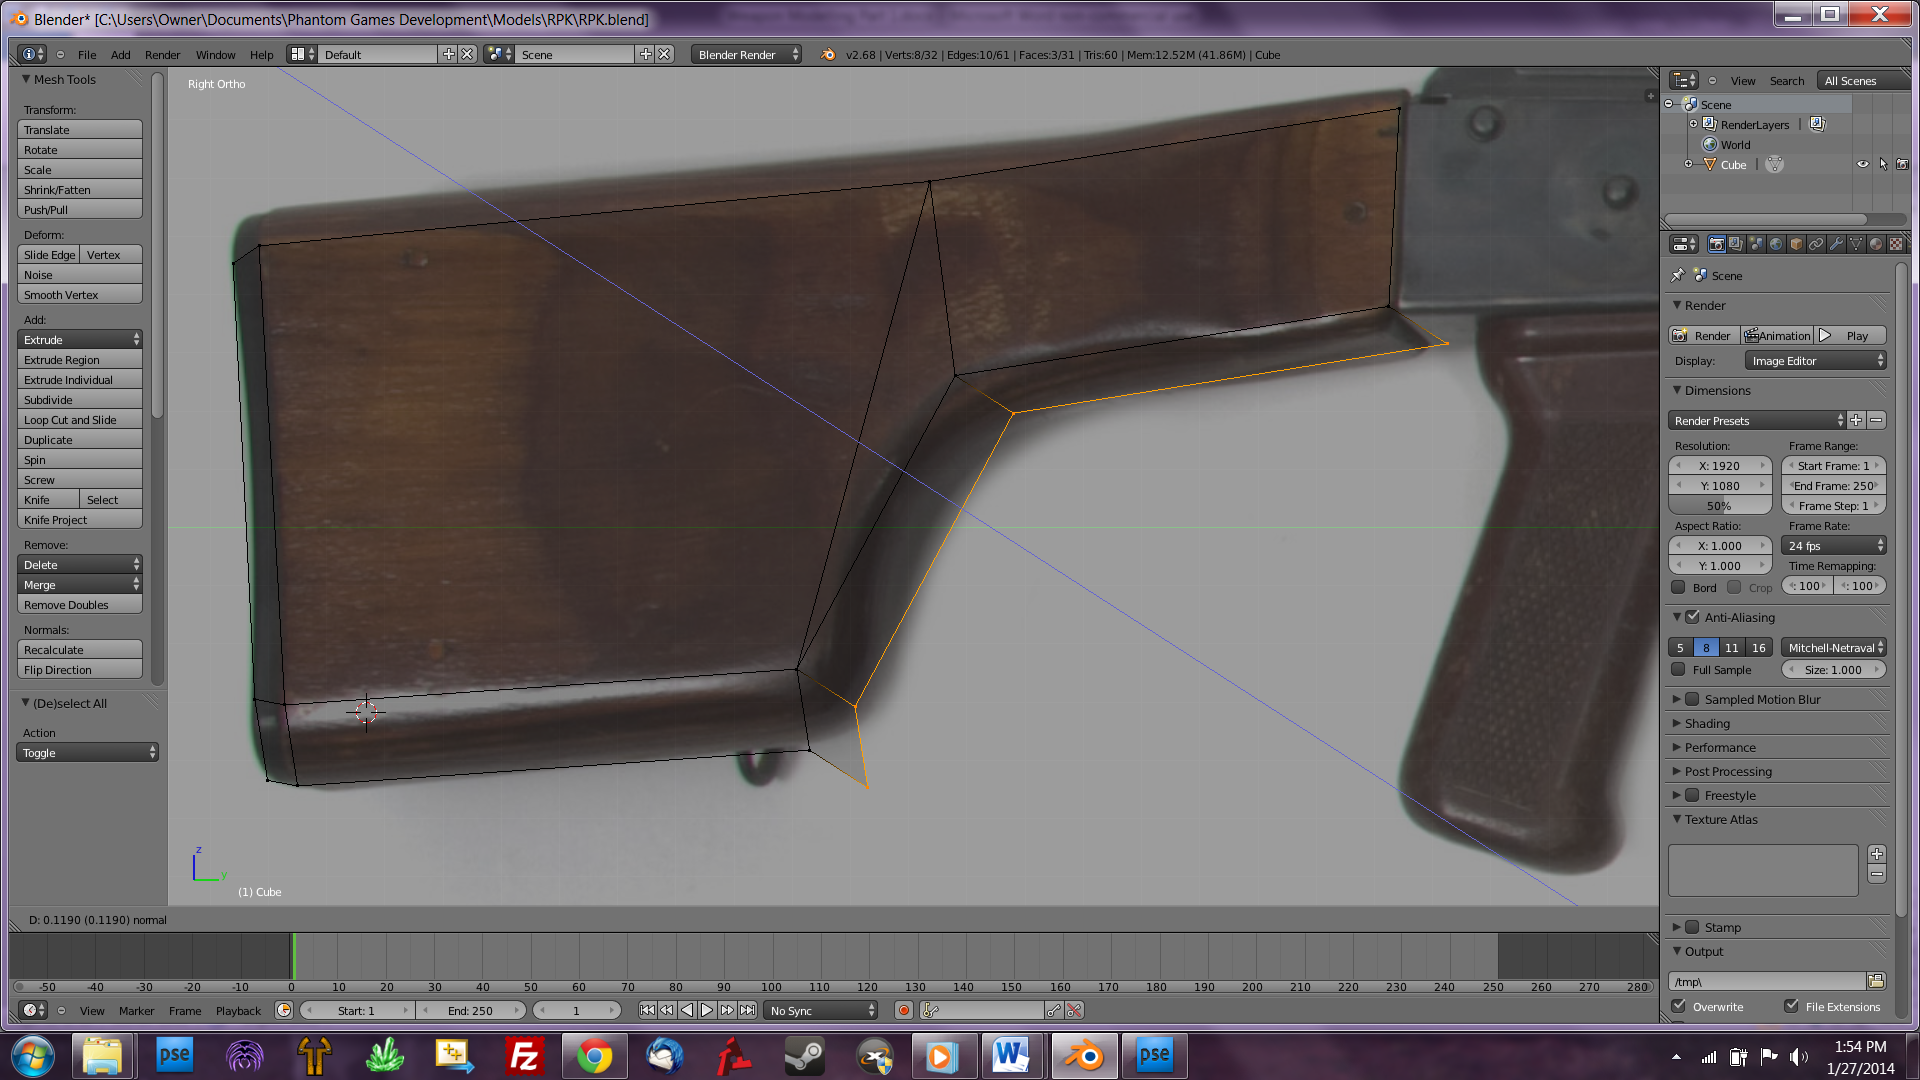 Blender* [C:\Users\Owner\Documents\Phantom Games Development\Models\RPK\RPK.blend]
File Add Render Window Help Default Scene Blender Render v2.68 | Verts:8/32 | Edges:10/61 | Faces:3/31 | Tris:60 | Mem:12.52M (41.86M) | Cube
Mesh Tools
Transform:
Translate
Rotate
Scale
Shrink/Fatten
Push/Pull
Deform:
Slide Edge Vertex
Noise
Smooth Vertex
Add:
Extrude
Extrude Region
Extrude Individual
Subdivide
Loop Cut and Slide
Duplicate
Spin
Screw
Knife Select
Knife Project
Remove:
Delete
Merge
Remove Doubles
Normals:
Recalculate
Flip Direction
(De)select All
Action
Toggle
Right Ortho
z
y
(1) Cube
D: 0.1190 (0.1190) normal
View Search All Scenes
Scene
RenderLayers
World
Cube
Scene
Render
Render Animation Play
Display: Image Editor
Dimensions
Render Presets
Resolution: Frame Range:
X: 1920 Start Frame: 1
Y: 1080 End Frame: 250
50% Frame Step: 1
Aspect Ratio: Frame Rate:
X: 1.000 24 fps
Y: 1.000 Time Remapping:
Bord Crop : 100 : 100
Anti-Aliasing
5 8 11 16 Mitchell-Netraval
Full Sample Size: 1.000
Sampled Motion Blur
Shading
Performance
Post Processing
Freestyle
Texture Atlas
Stamp
Output
/tmp\
Overwrite File Extensions
-50 -40 -30 -20 -10 0 10 20 30 40 50 60 70 80 90 100 110 120 130 140 150 160 170 180 190 200 210 220 230 240 250 260 270 280
View Marker Frame Playback Start: 1 End: 250 1 No Sync
pse Fz W pse
1:54 PM
1/27/2014